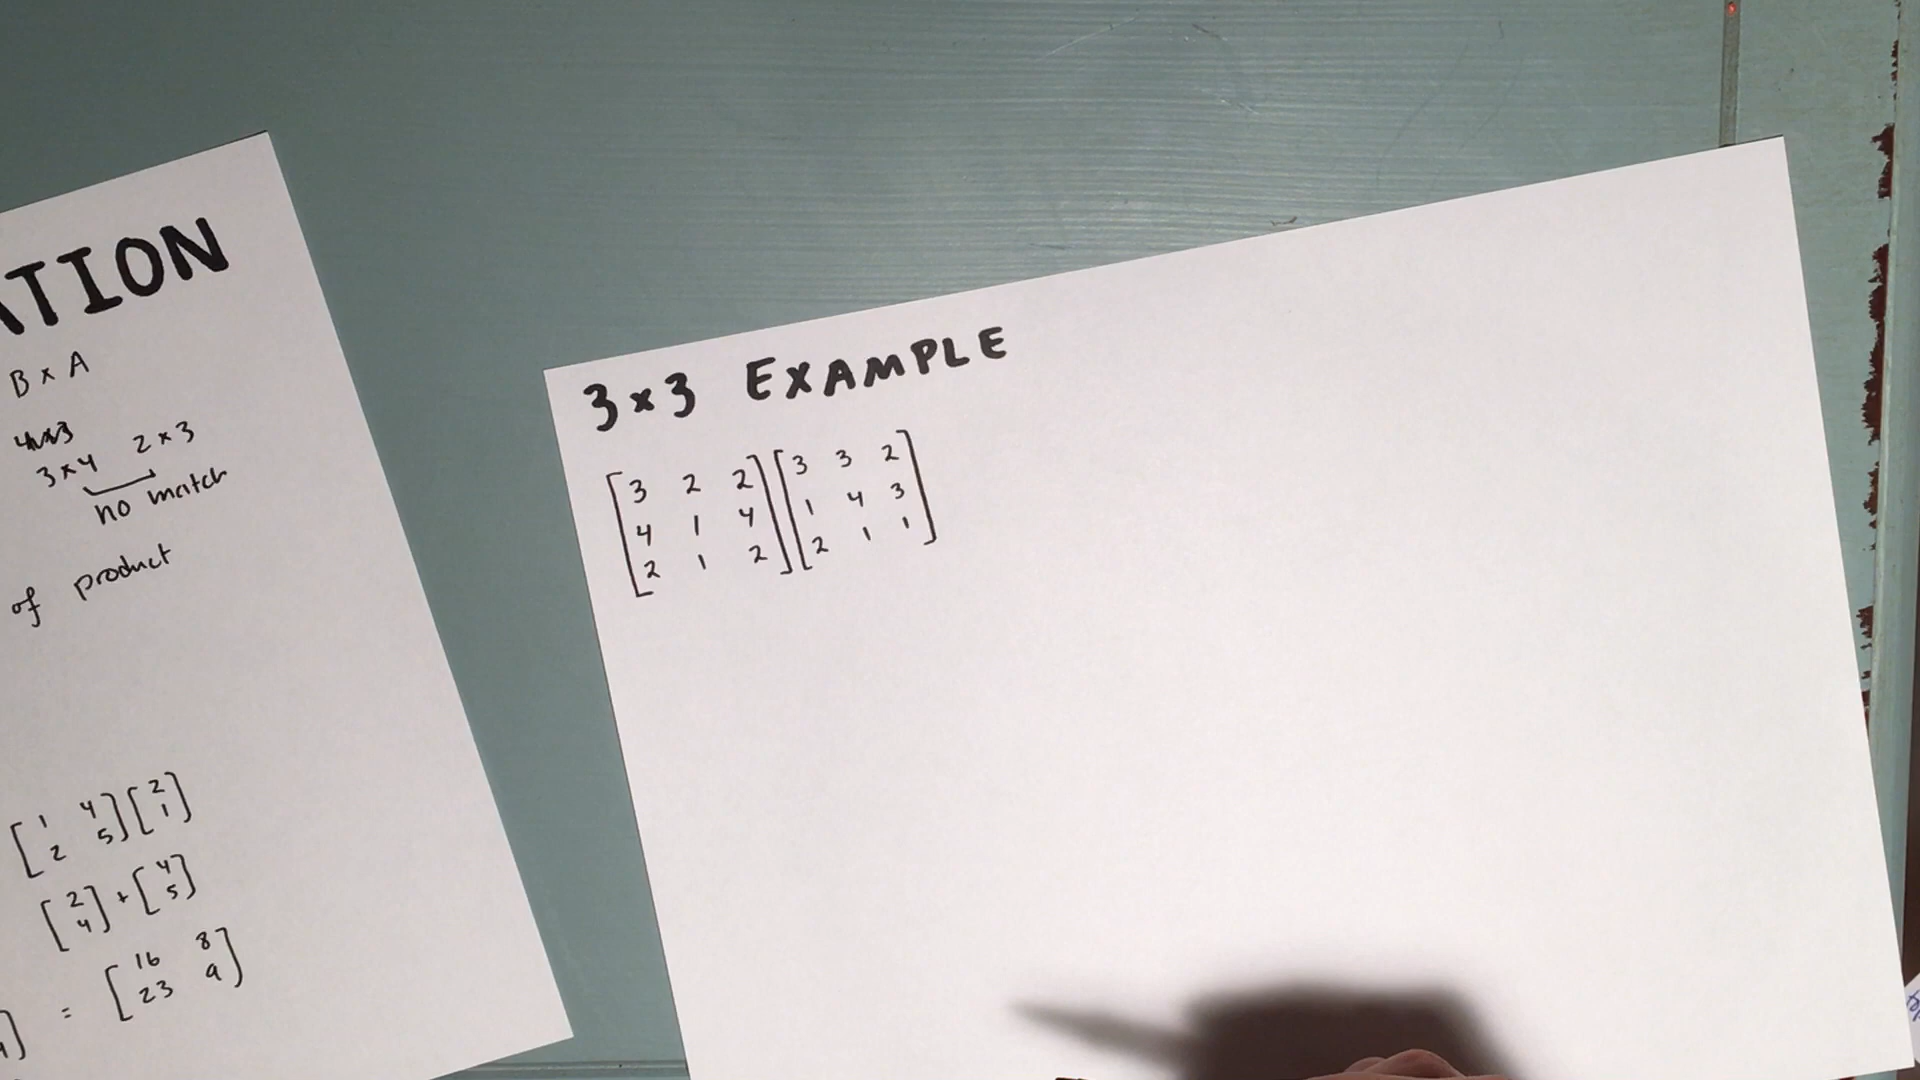 ATION
B × A
3×4 2×3
no match
of product
[1 4][2]
[2 5][1]
[2] + [4]
[4] [5]
= [16 8]
[23 9]
3×3 EXAMPLE
[3 2 2][3 3 2]
[4 1 4][1 4 3]
[2 1 2][2 1 1]